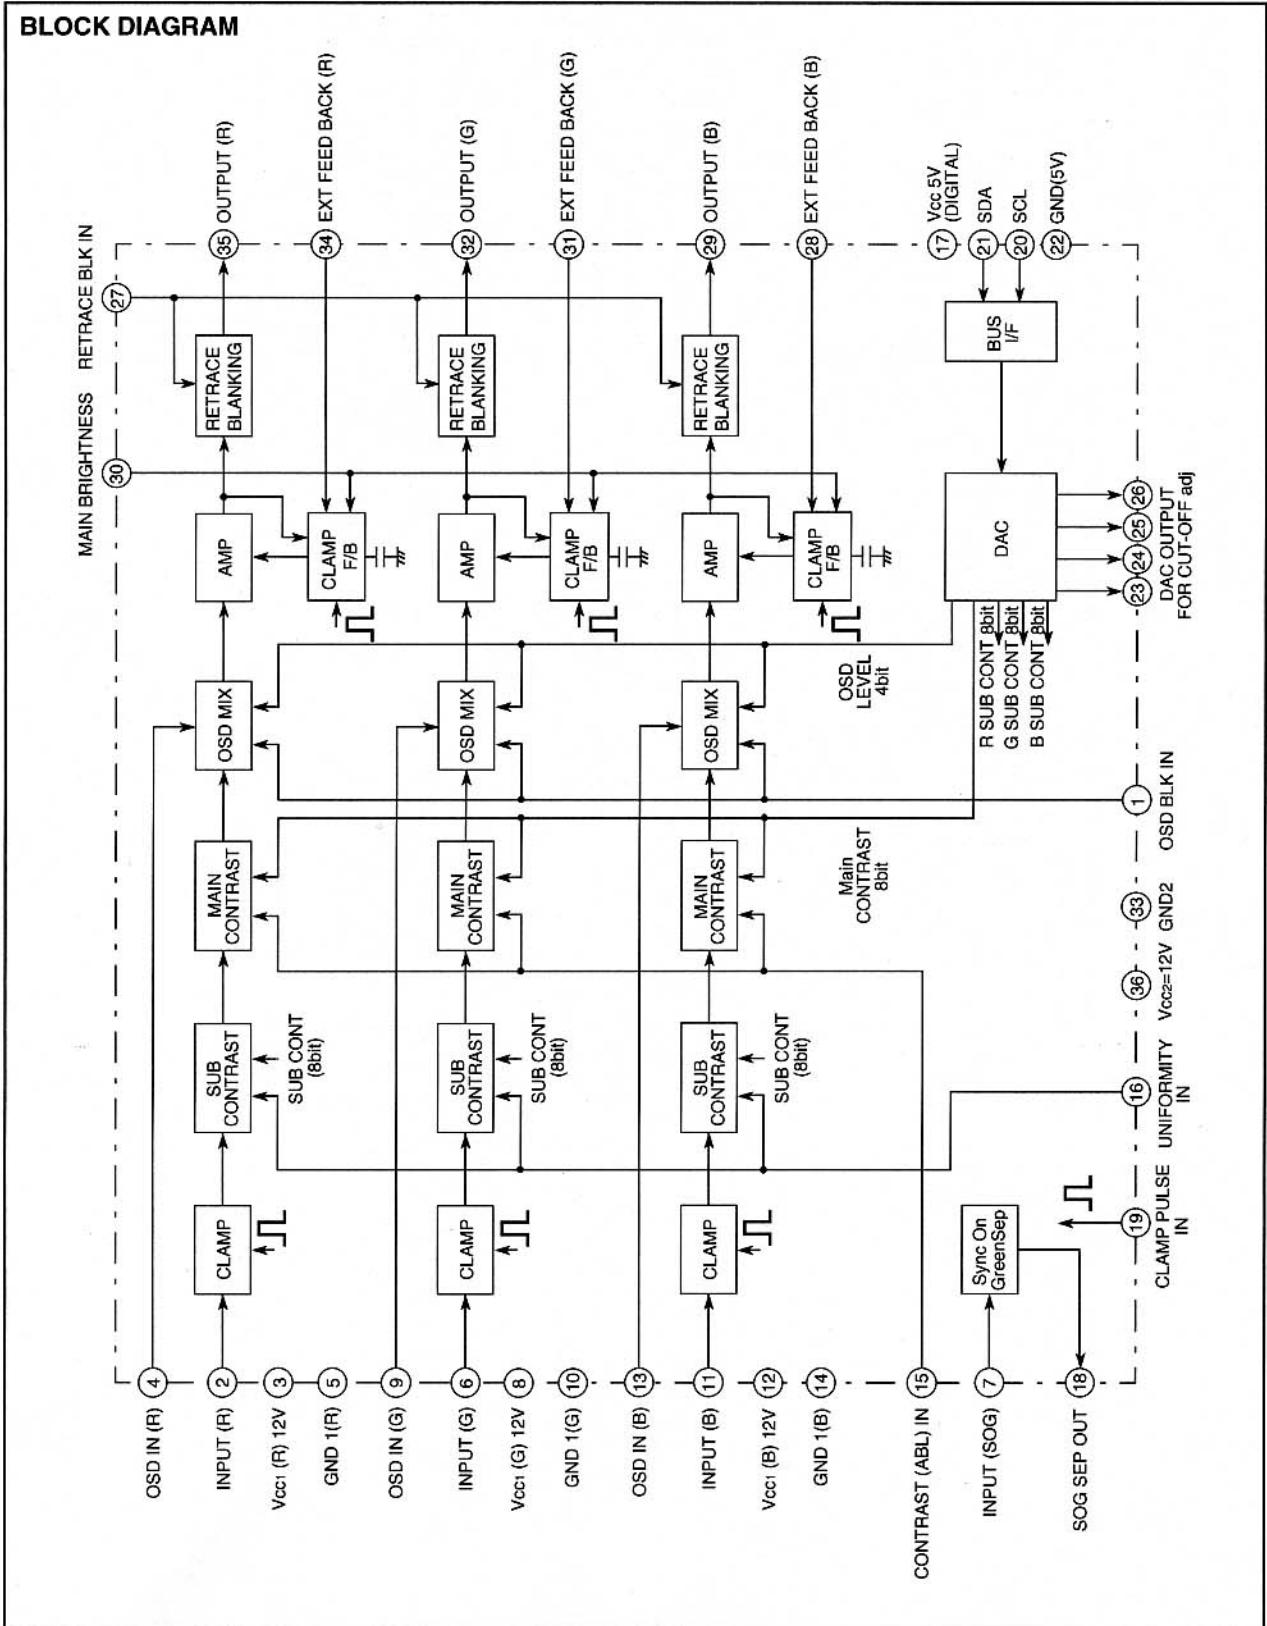 BLOCK DIAGRAM
MAIN BRIGHTNESS
RETRACE BLK IN
30
27
35
OUTPUT (R)
34
EXT FEED BACK (R)
32
OUTPUT (G)
31
EXT FEED BACK (G)
29
OUTPUT (B)
28
EXT FEED BACK (B)
17
Vcc 5V
(DIGITAL)
21
SDA
20
SCL
22
GND(5V)
RETRACE
BLANKING
RETRACE
BLANKING
RETRACE
BLANKING
BUS
I/F
AMP
CLAMP
F/B
AMP
CLAMP
F/B
AMP
CLAMP
F/B
DAC
26
25
24
23
DAC OUTPUT
FOR CUT-OFF adj
OSD MIX
OSD MIX
OSD MIX
OSD
LEVEL
4bit
R SUB CONT 8bit
G SUB CONT 8bit
B SUB CONT 8bit
1
OSD BLK IN
MAIN
CONTRAST
MAIN
CONTRAST
MAIN
CONTRAST
Main
CONTRAST
8bit
33
GND2
36
Vcc2=12V
SUB
CONTRAST
SUB CONT
(8bit)
SUB
CONTRAST
SUB CONT
(8bit)
SUB
CONTRAST
SUB CONT
(8bit)
16
UNIFORMITY
IN
CLAMP
CLAMP
CLAMP
Sync On
GreenSep
19
CLAMP PULSE
IN
4
OSD IN (R)
2
INPUT (R)
3
Vcc1 (R) 12V
5
GND 1(R)
9
OSD IN (G)
6
INPUT (G)
8
Vcc1 (G) 12V
10
GND 1(G)
13
OSD IN (B)
11
INPUT (B)
12
Vcc1 (B) 12V
14
GND 1(B)
15
CONTRAST (ABL) IN
7
INPUT (SOG)
18
SOG SEP OUT